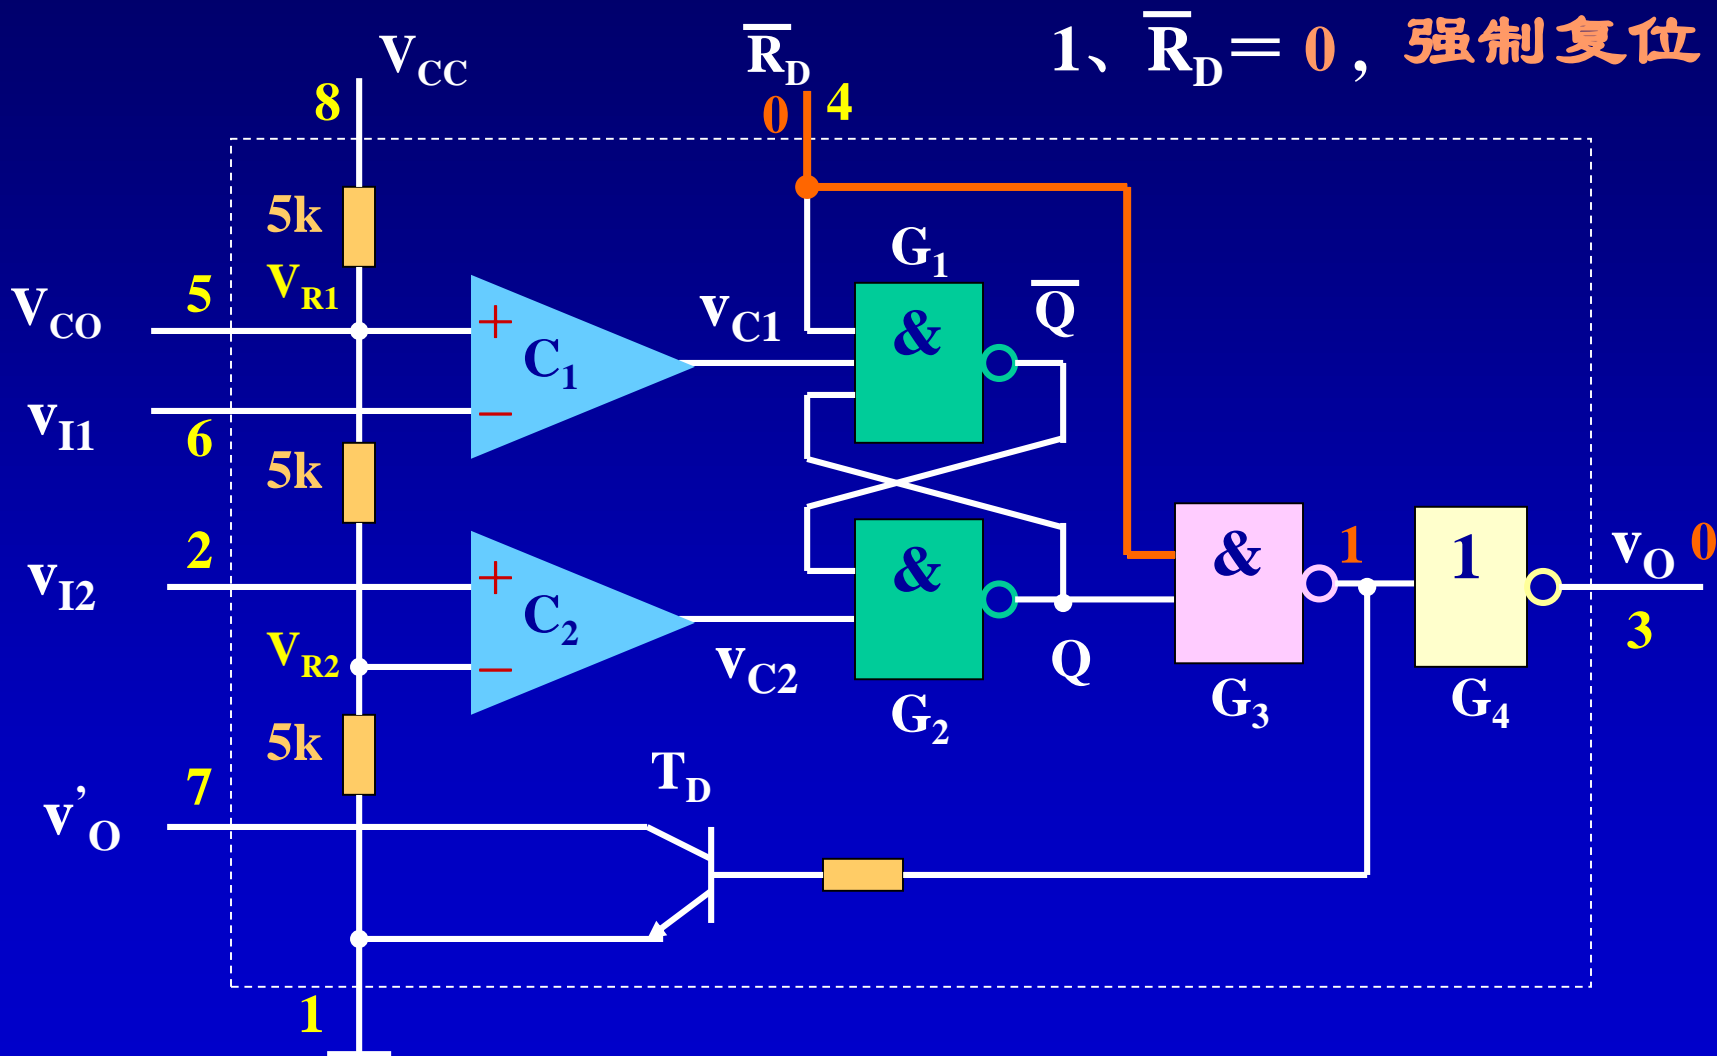 V̅CC R̅D 1、R̅D＝ 0，强制复位
8 0 4
5k
G1
VCO 5 VR1 vC1 Q̅
+ C1 &
vI1 6 −
5k
2 vI2 + C2 & & 1 1 vO 0
VR2 − vC2 Q 3
G2 G3 G4
5k
v'O 7 TD
1